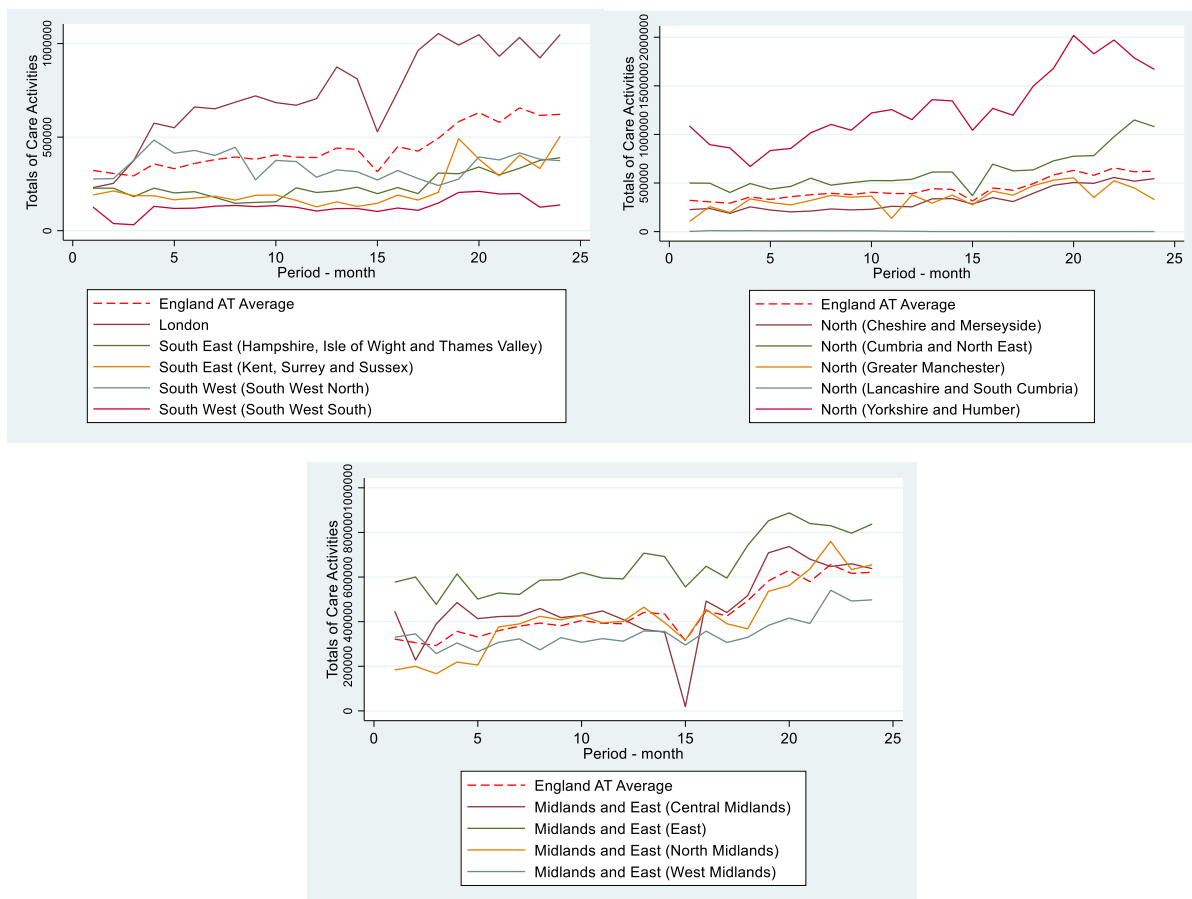 Totals of Care Activities
0 500000 1000000
0 5 10 15 20 25
Period - month
England AT Average
London
South East (Hampshire, Isle of Wight and Thames Valley)
South East (Kent, Surrey and Sussex)
South West (South West North)
South West (South West South)
Totals of Care Activities
0 500000 1000000 1500000 2000000
0 5 10 15 20 25
Period - month
England AT Average
North (Cheshire and Merseyside)
North (Cumbria and North East)
North (Greater Manchester)
North (Lancashire and South Cumbria)
North (Yorkshire and Humber)
Totals of Care Activities
0 200000 400000 600000 800000 1000000
0 5 10 15 20 25
Period - month
England AT Average
Midlands and East (Central Midlands)
Midlands and East (East)
Midlands and East (North Midlands)
Midlands and East (West Midlands)